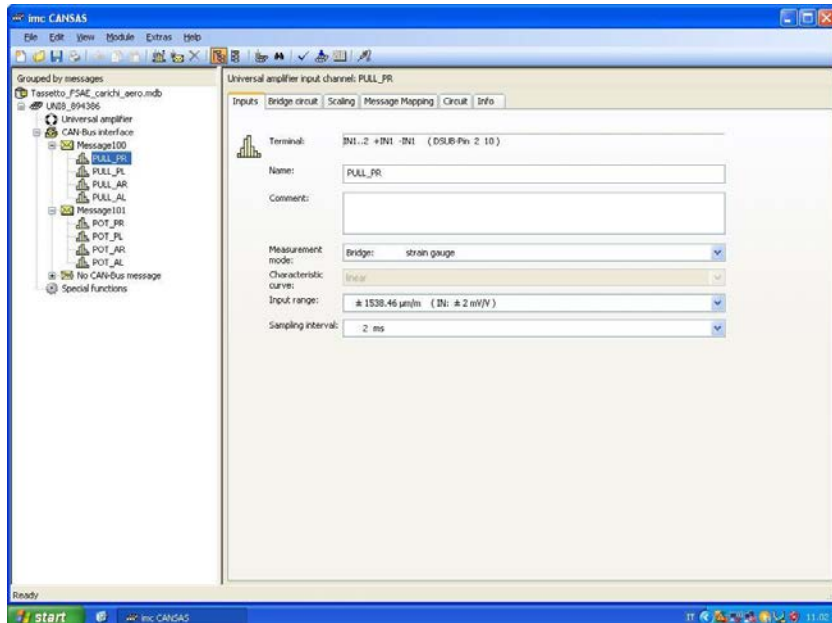 imc CANSAS
File Edit View Module Extras Help
Grouped by messages
Tassetto_FSAE_carichi_aero.mdb
UNI8_894386
Universal amplifier
CAN-Bus interface
Message100
PULL_PR
PULL_PL
PULL_AR
PULL_AL
Message101
POT_PR
POT_PL
POT_AR
POT_AL
No CAN-Bus message
Special functions
Universal amplifier input channel: PULL_PR
Inputs Bridge circuit Scaling Message Mapping Circuit Info
Terminal: IN1..2 +IN1 -IN1 (DSUB-Pin 2 10)
Name: PULL_PR
Comment:
Measurement mode: Bridge: strain gauge
Characteristic curve: linear
Input range: ± 1538.46 µm/m (IN: ± 2 mV/V)
Sampling interval: 2 ms
Ready
start imc CANSAS IT 11.02